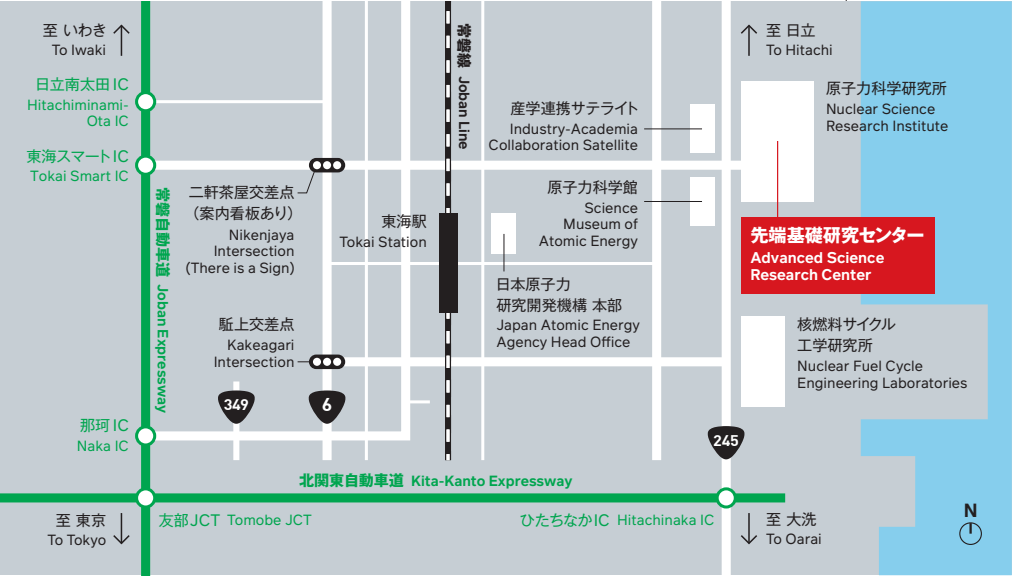 至 いわき
To Iwaki
日立南太田 IC
Hitachiminami-
Ota IC
東海スマート IC
Tokai Smart IC
常磐自動車道 Joban Expressway
二軒茶屋交差点
（案内看板あり）
Nikenjaya
Intersection
(There is a Sign)
駈上交差点
Kakeagari
Intersection
349
6
那珂 IC
Naka IC
常磐線 Joban Line
東海駅
Tokai Station
産学連携サテライト
Industry-Academia
Collaboration Satellite
原子力科学館
Science
Museum of
Atomic Energy
日本原子力
研究開発機構 本部
Japan Atomic Energy
Agency Head Office
至 日立
To Hitachi
原子力科学研究所
Nuclear Science
Research Institute
先端基礎研究センター
Advanced Science
Research Center
核燃料サイクル
工学研究所
Nuclear Fuel Cycle
Engineering Laboratories
245
北関東自動車道 Kita-Kanto Expressway
至 東京
To Tokyo
友部JCT Tomobe JCT
ひたちなかIC Hitachinaka IC
至 大洗
To Oarai
N